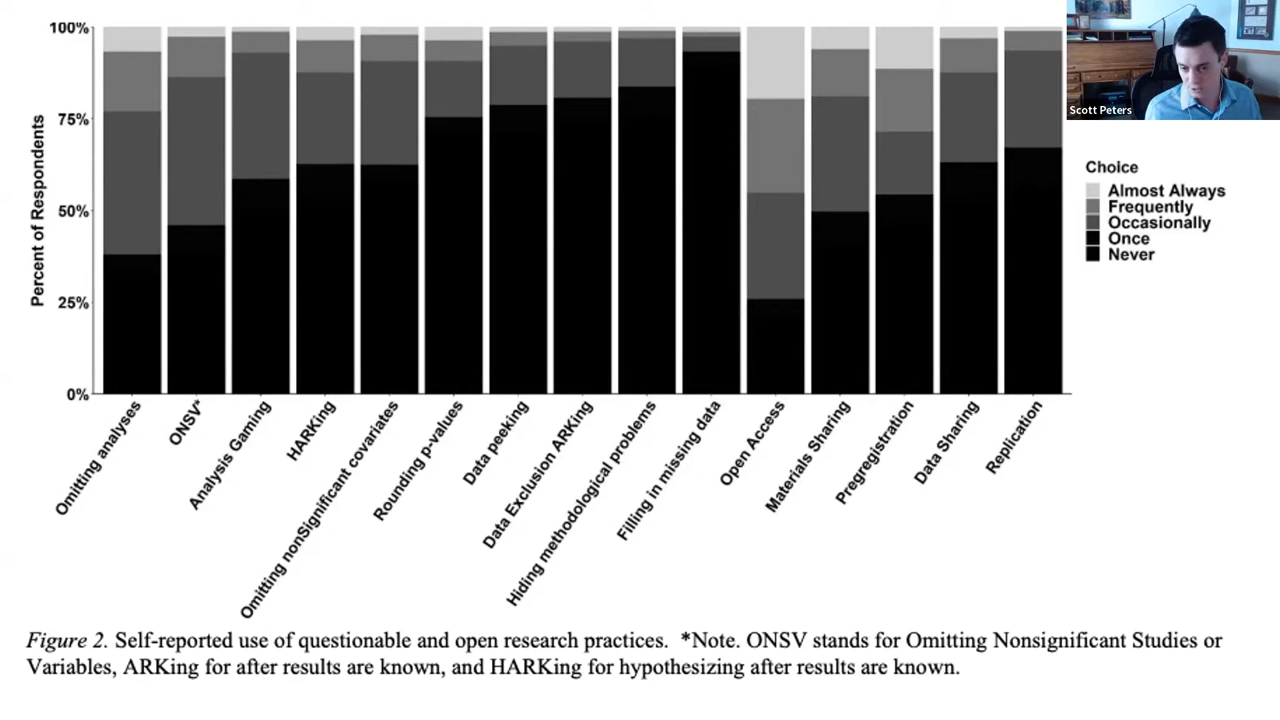 100%
75%
50%
25%
0%
Percent of Respondents
Omitting analyses
ONSV*
Analysis Gaming
HARKing
Omitting nonSignificant covariates
Rounding p-values
Data peeking
Data Exclusion ARKing
Hiding methodological problems
Filling in missing data
Open Access
Materials Sharing
Pregregistration
Data Sharing
Replication
Scott Peters
Choice
Almost Always
Frequently
Occasionally
Once
Never
Figure 2. Self-reported use of questionable and open research practices. *Note. ONSV stands for Omitting Nonsignificant Studies or
Variables, ARKing for after results are known, and HARKing for hypothesizing after results are known.